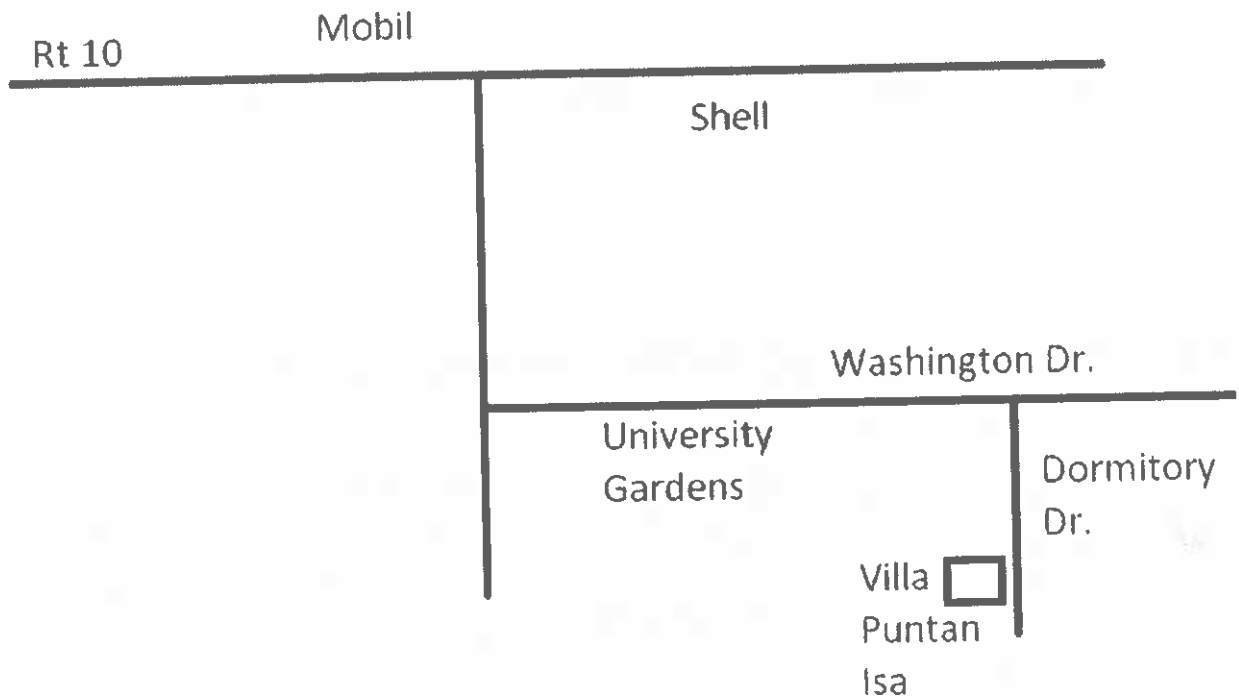 Mobil
Rt 10
Shell
Washington Dr.
University
Gardens
Dormitory
Dr.
Villa
Puntan
Isa